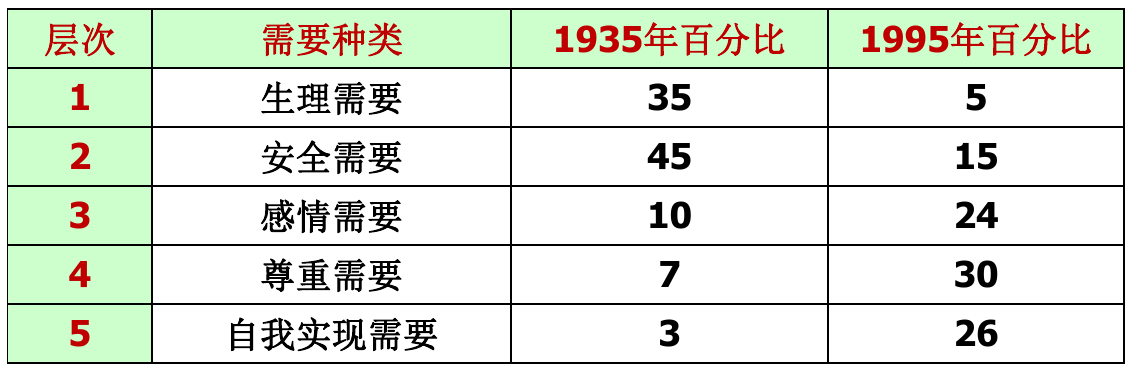 层次 需要种类 1935年百分比 1995年百分比
1 生理需要 35 5
2 安全需要 45 15
3 感情需要 10 24
4 尊重需要 7 30
5 自我实现需要 3 26